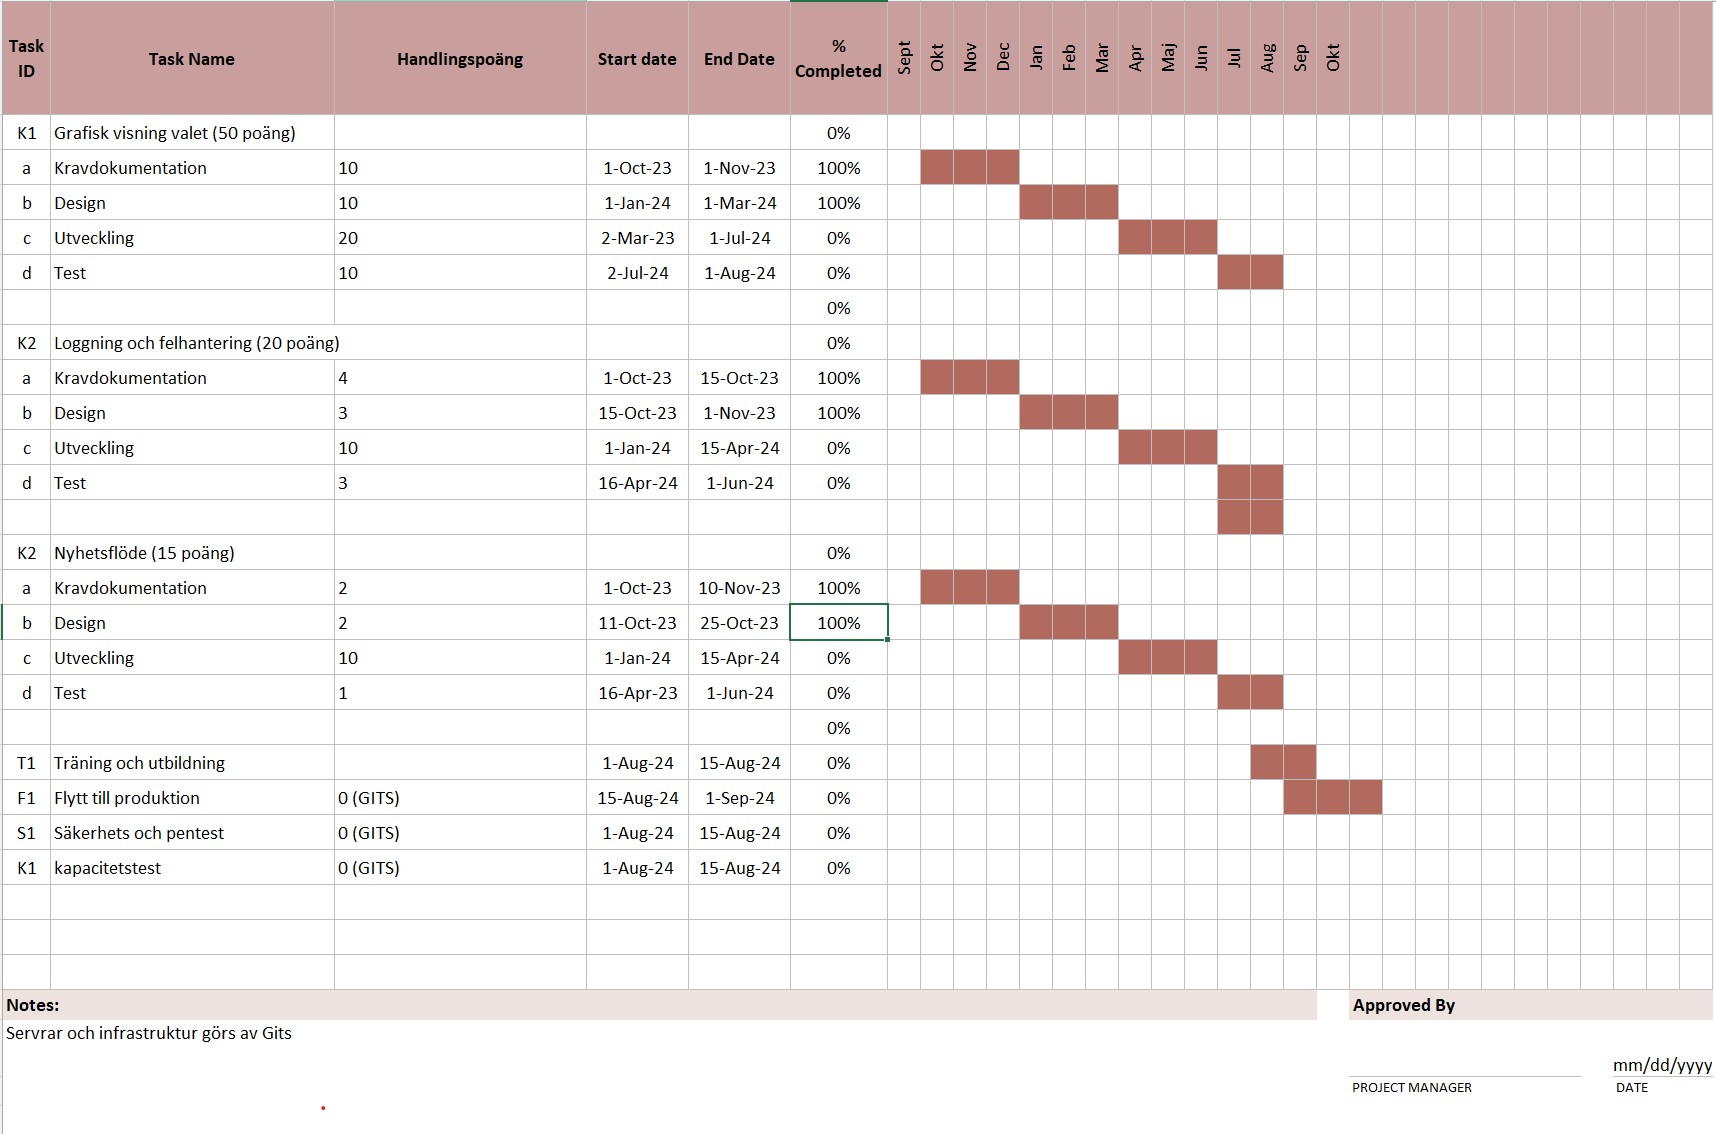 Task ID Task Name Handlingspoäng Start date End Date % Completed Sept Okt Nov Dec Jan Feb Mar Apr Maj Jun Jul Aug Sep Okt
K1 Grafisk visning valet (50 poäng) 0%
a Kravdokumentation 10 1-Oct-23 1-Nov-23 100%
b Design 10 1-Jan-24 1-Mar-24 100%
c Utveckling 20 2-Mar-23 1-Jul-24 0%
d Test 10 2-Jul-24 1-Aug-24 0%
0%
K2 Loggning och felhantering (20 poäng) 0%
a Kravdokumentation 4 1-Oct-23 15-Oct-23 100%
b Design 3 15-Oct-23 1-Nov-23 100%
c Utveckling 10 1-Jan-24 15-Apr-24 0%
d Test 3 16-Apr-24 1-Jun-24 0%
K2 Nyhetsflöde (15 poäng) 0%
a Kravdokumentation 2 1-Oct-23 10-Nov-23 100%
b Design 2 11-Oct-23 25-Oct-23 100%
c Utveckling 10 1-Jan-24 15-Apr-24 0%
d Test 1 16-Apr-23 1-Jun-24 0%
0%
T1 Träning och utbildning 1-Aug-24 15-Aug-24 0%
F1 Flytt till produktion 0 (GITS) 15-Aug-24 1-Sep-24 0%
S1 Säkerhets och pentest 0 (GITS) 1-Aug-24 15-Aug-24 0%
K1 kapacitetstest 0 (GITS) 1-Aug-24 15-Aug-24 0%
Notes: Approved By
Servrar och infrastruktur görs av Gits
mm/dd/yyyy
PROJECT MANAGER DATE